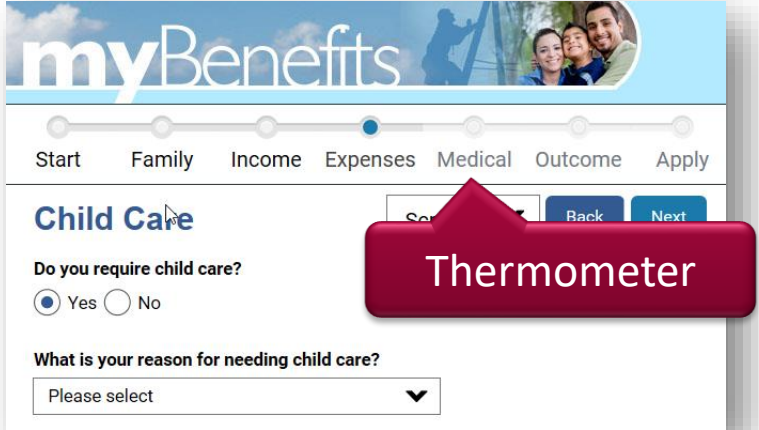 myBenefits
Start Family Income Expenses Medical Outcome Apply
Child Care
Back Next
Thermometer
Do you require child care?
Yes No
What is your reason for needing child care?
Please select